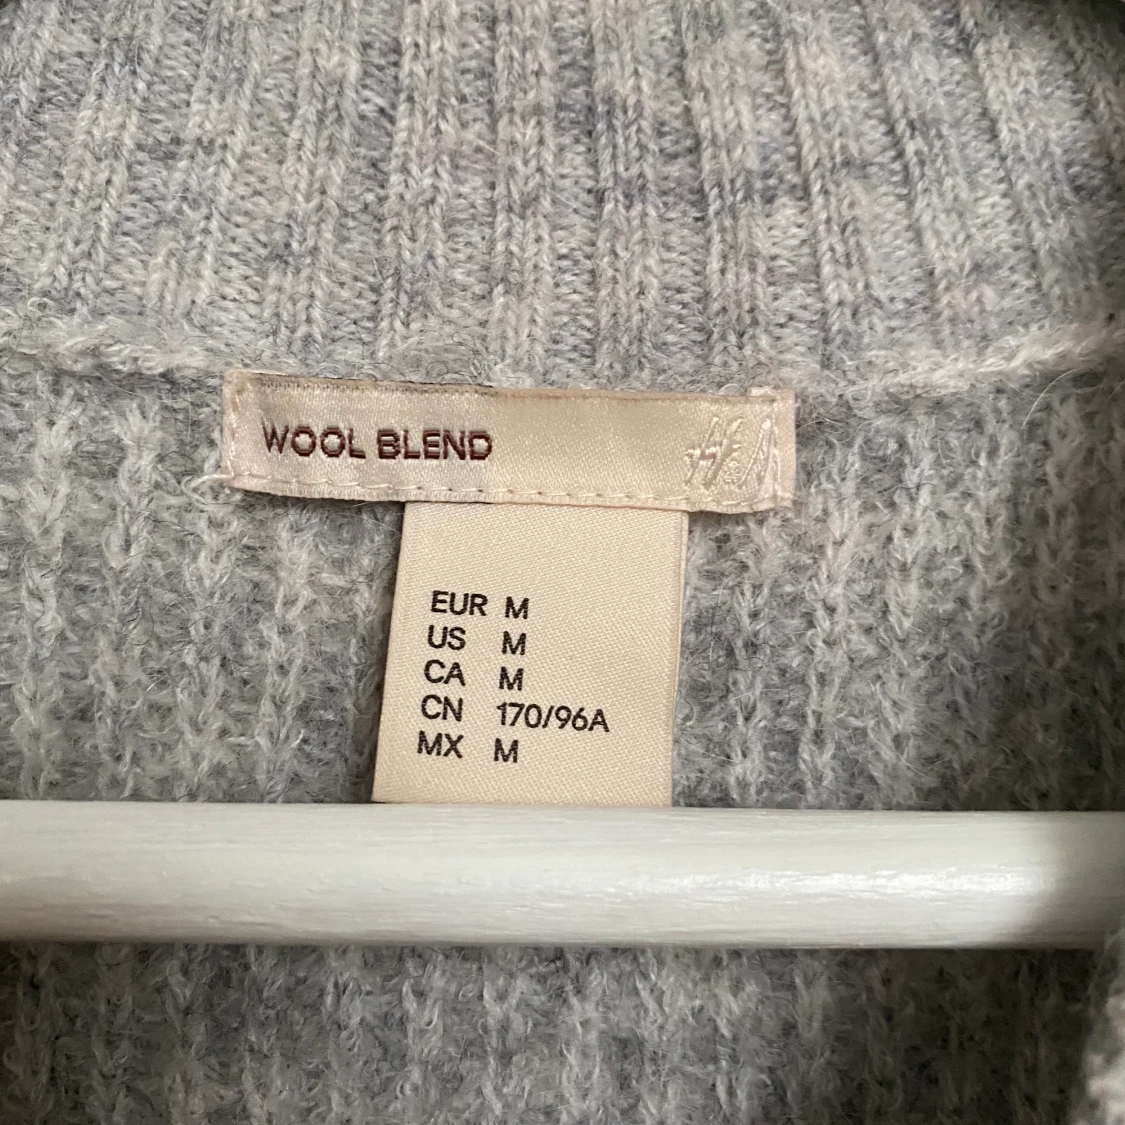 WOOL BLEND H&M
EUR M
US M
CA M
CN 170/96A
MX M